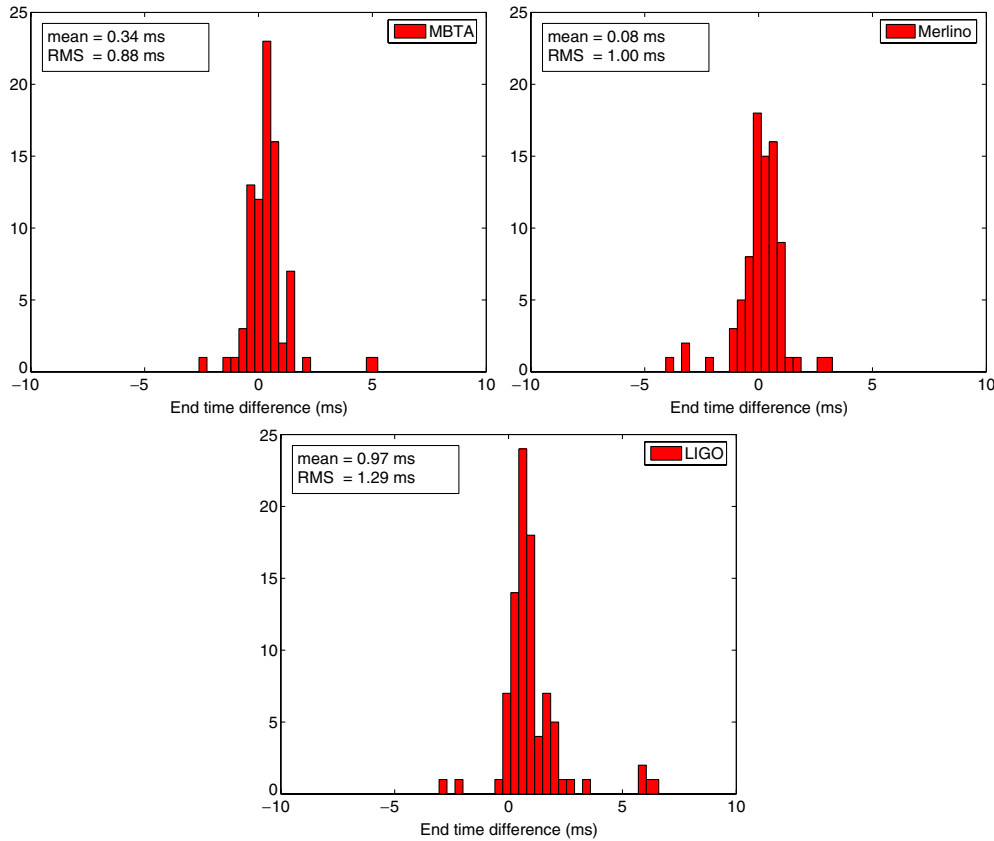 25
20
15
10
5
0
mean = 0.34 ms
RMS = 0.88 ms
MBTA
−10 −5 0 5 10
End time difference (ms)
25
20
15
10
5
0
mean = 0.08 ms
RMS = 1.00 ms
Merlino
−10 −5 0 5 10
End time difference (ms)
25
20
15
10
5
0
mean = 0.97 ms
RMS = 1.29 ms
LIGO
−10 −5 0 5 10
End time difference (ms)